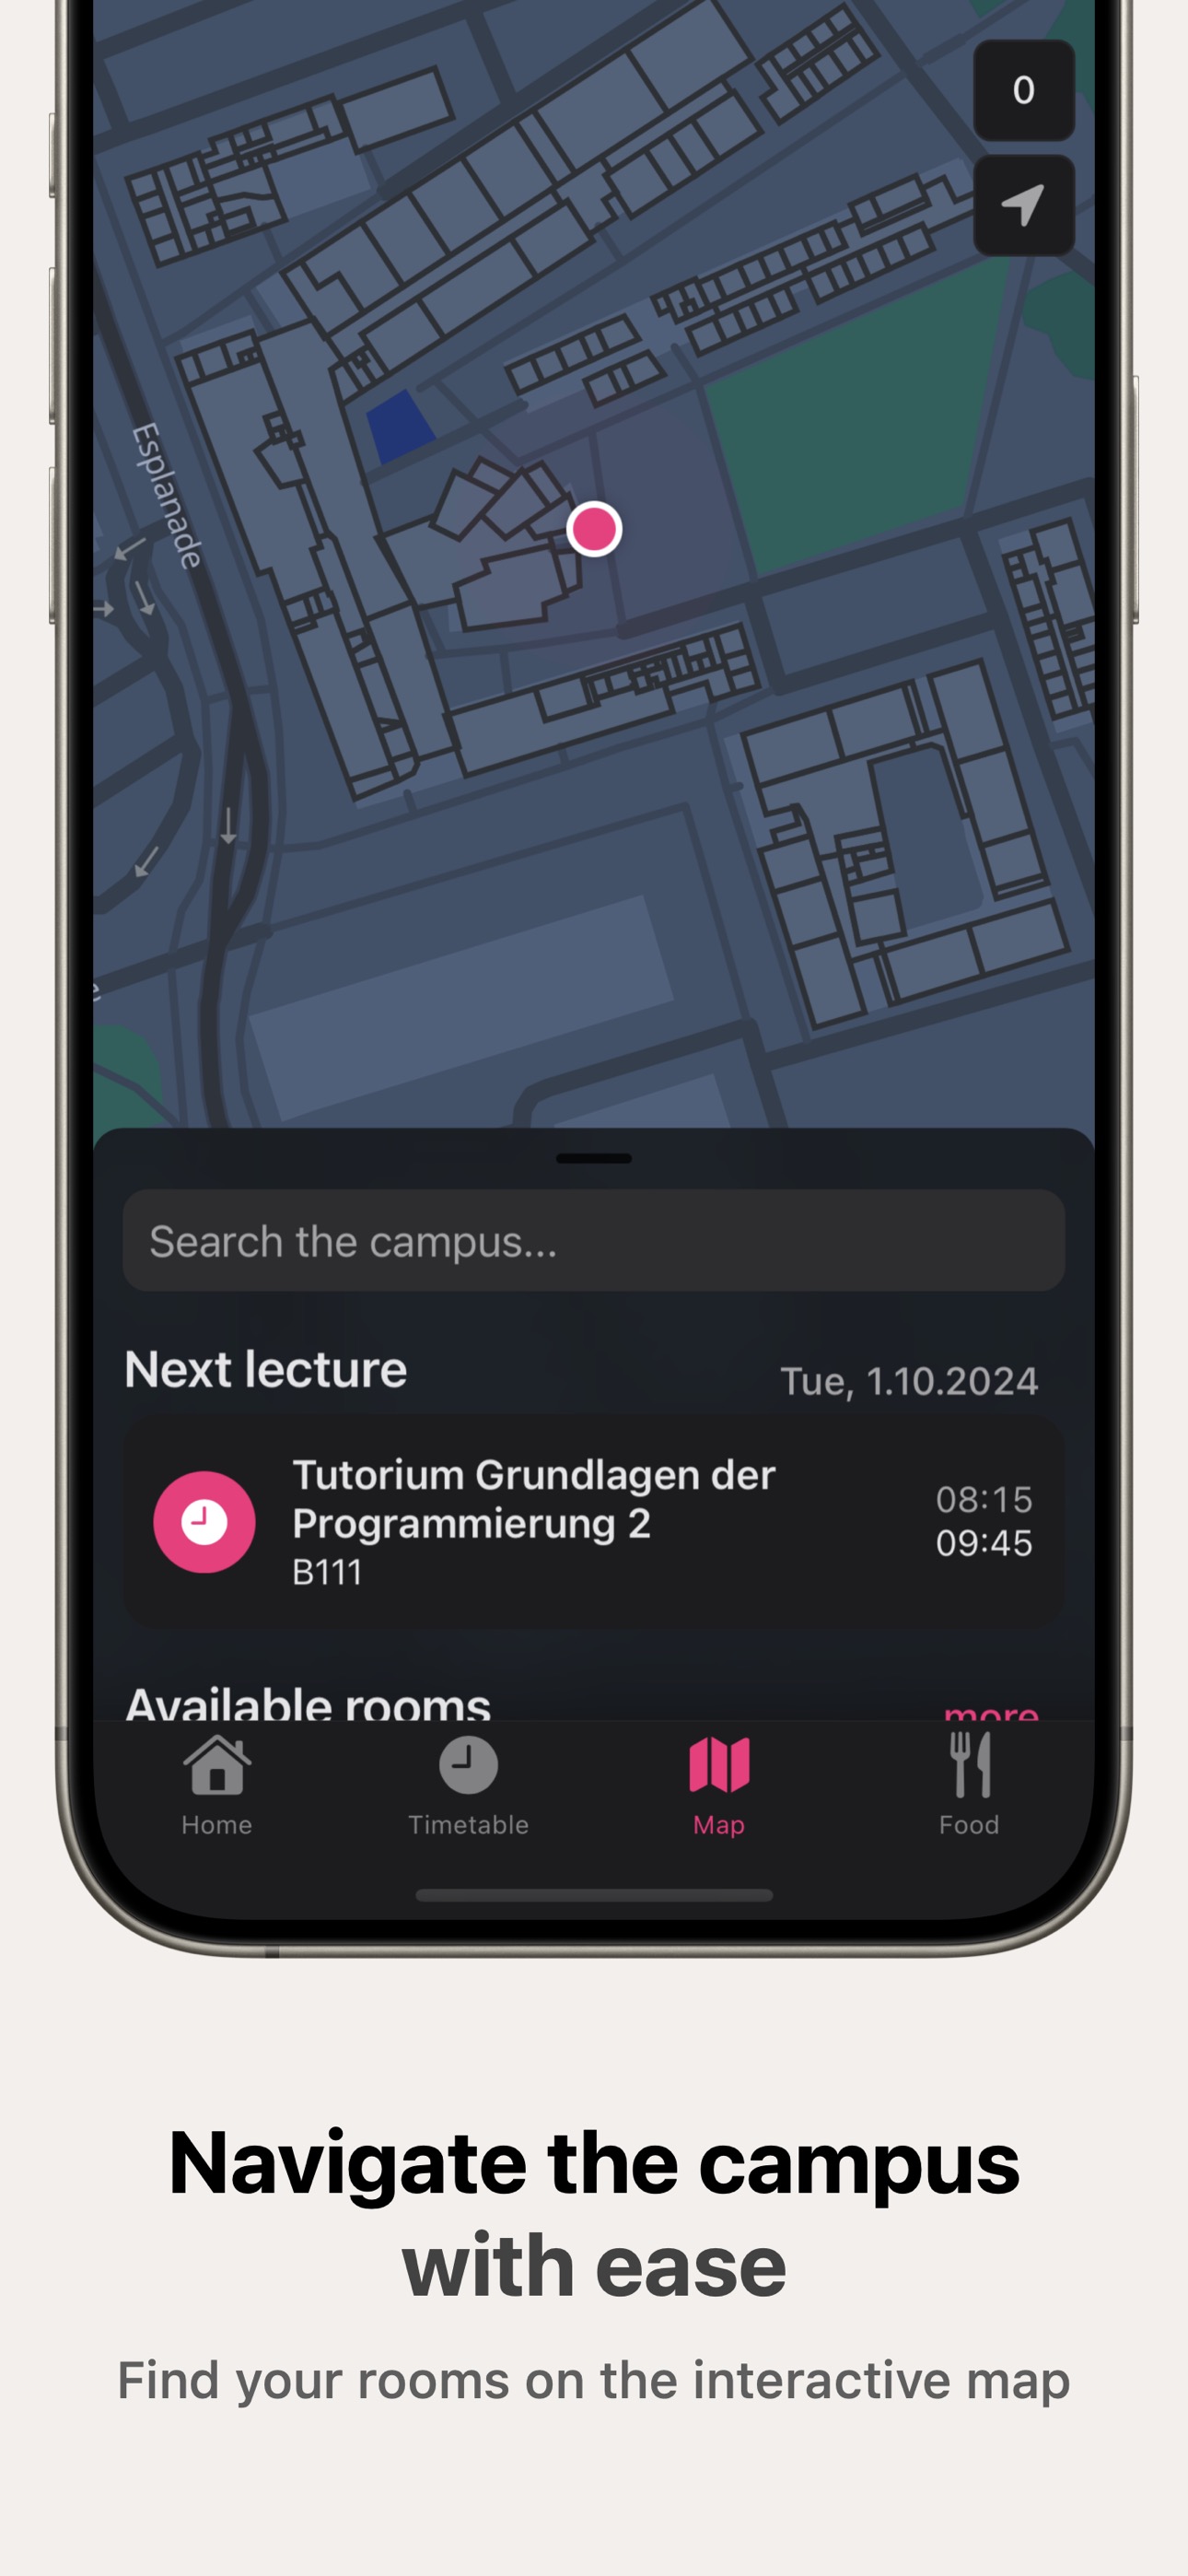 0
Esplanade
Search the campus...
Next lecture
Tue, 1.10.2024
Tutorium Grundlagen der
Programmierung 2
B111
08:15
09:45
Available rooms
more
Home
Timetable
Map
Food
Navigate the campus
with ease
Find your rooms on the interactive map